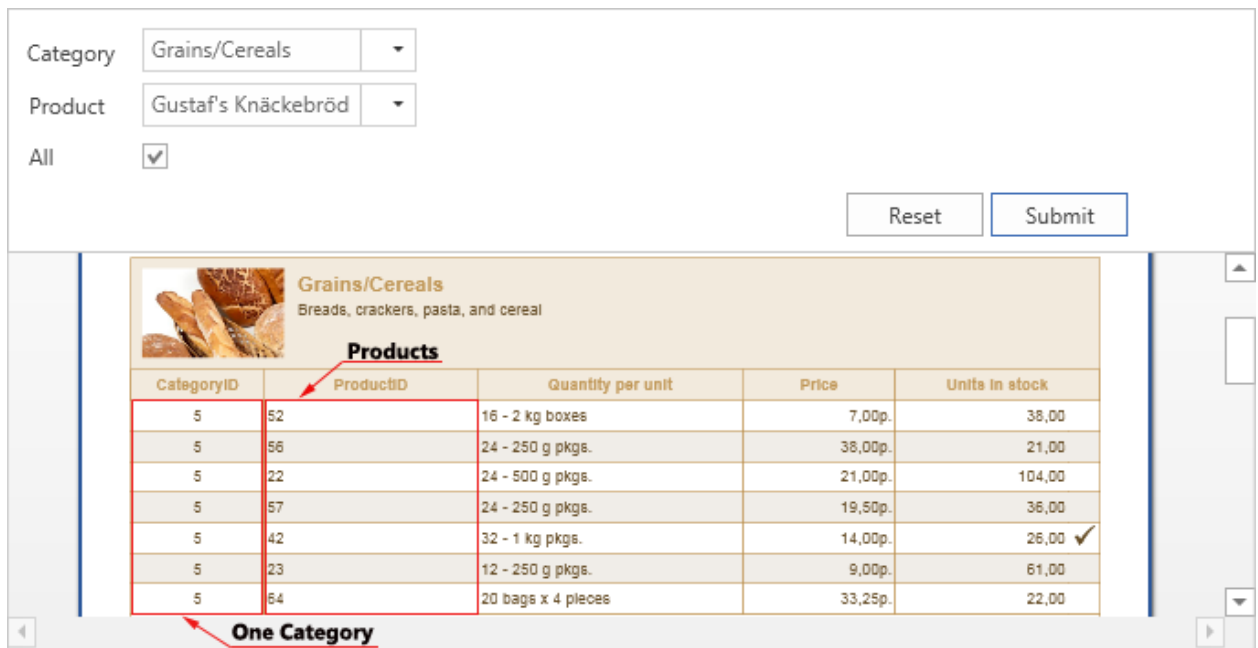 Category Grains/Cereals
Product Gustaf's Knäckebröd
All
Reset Submit
Grains/Cereals
Breads, crackers, pasta, and cereal
Products
CategoryID ProductID Quantity per unit Price Units in stock
5 52 16 - 2 kg boxes 7,00p. 38,00
5 56 24 - 250 g pkgs. 38,00p. 21,00
5 22 24 - 500 g pkgs. 21,00p. 104,00
5 57 24 - 250 g pkgs. 19,50p. 36,00
5 42 32 - 1 kg pkgs. 14,00p. 26,00
5 23 12 - 250 g pkgs. 9,00p. 61,00
5 64 20 bags x 4 pieces 33,25p. 22,00
One Category